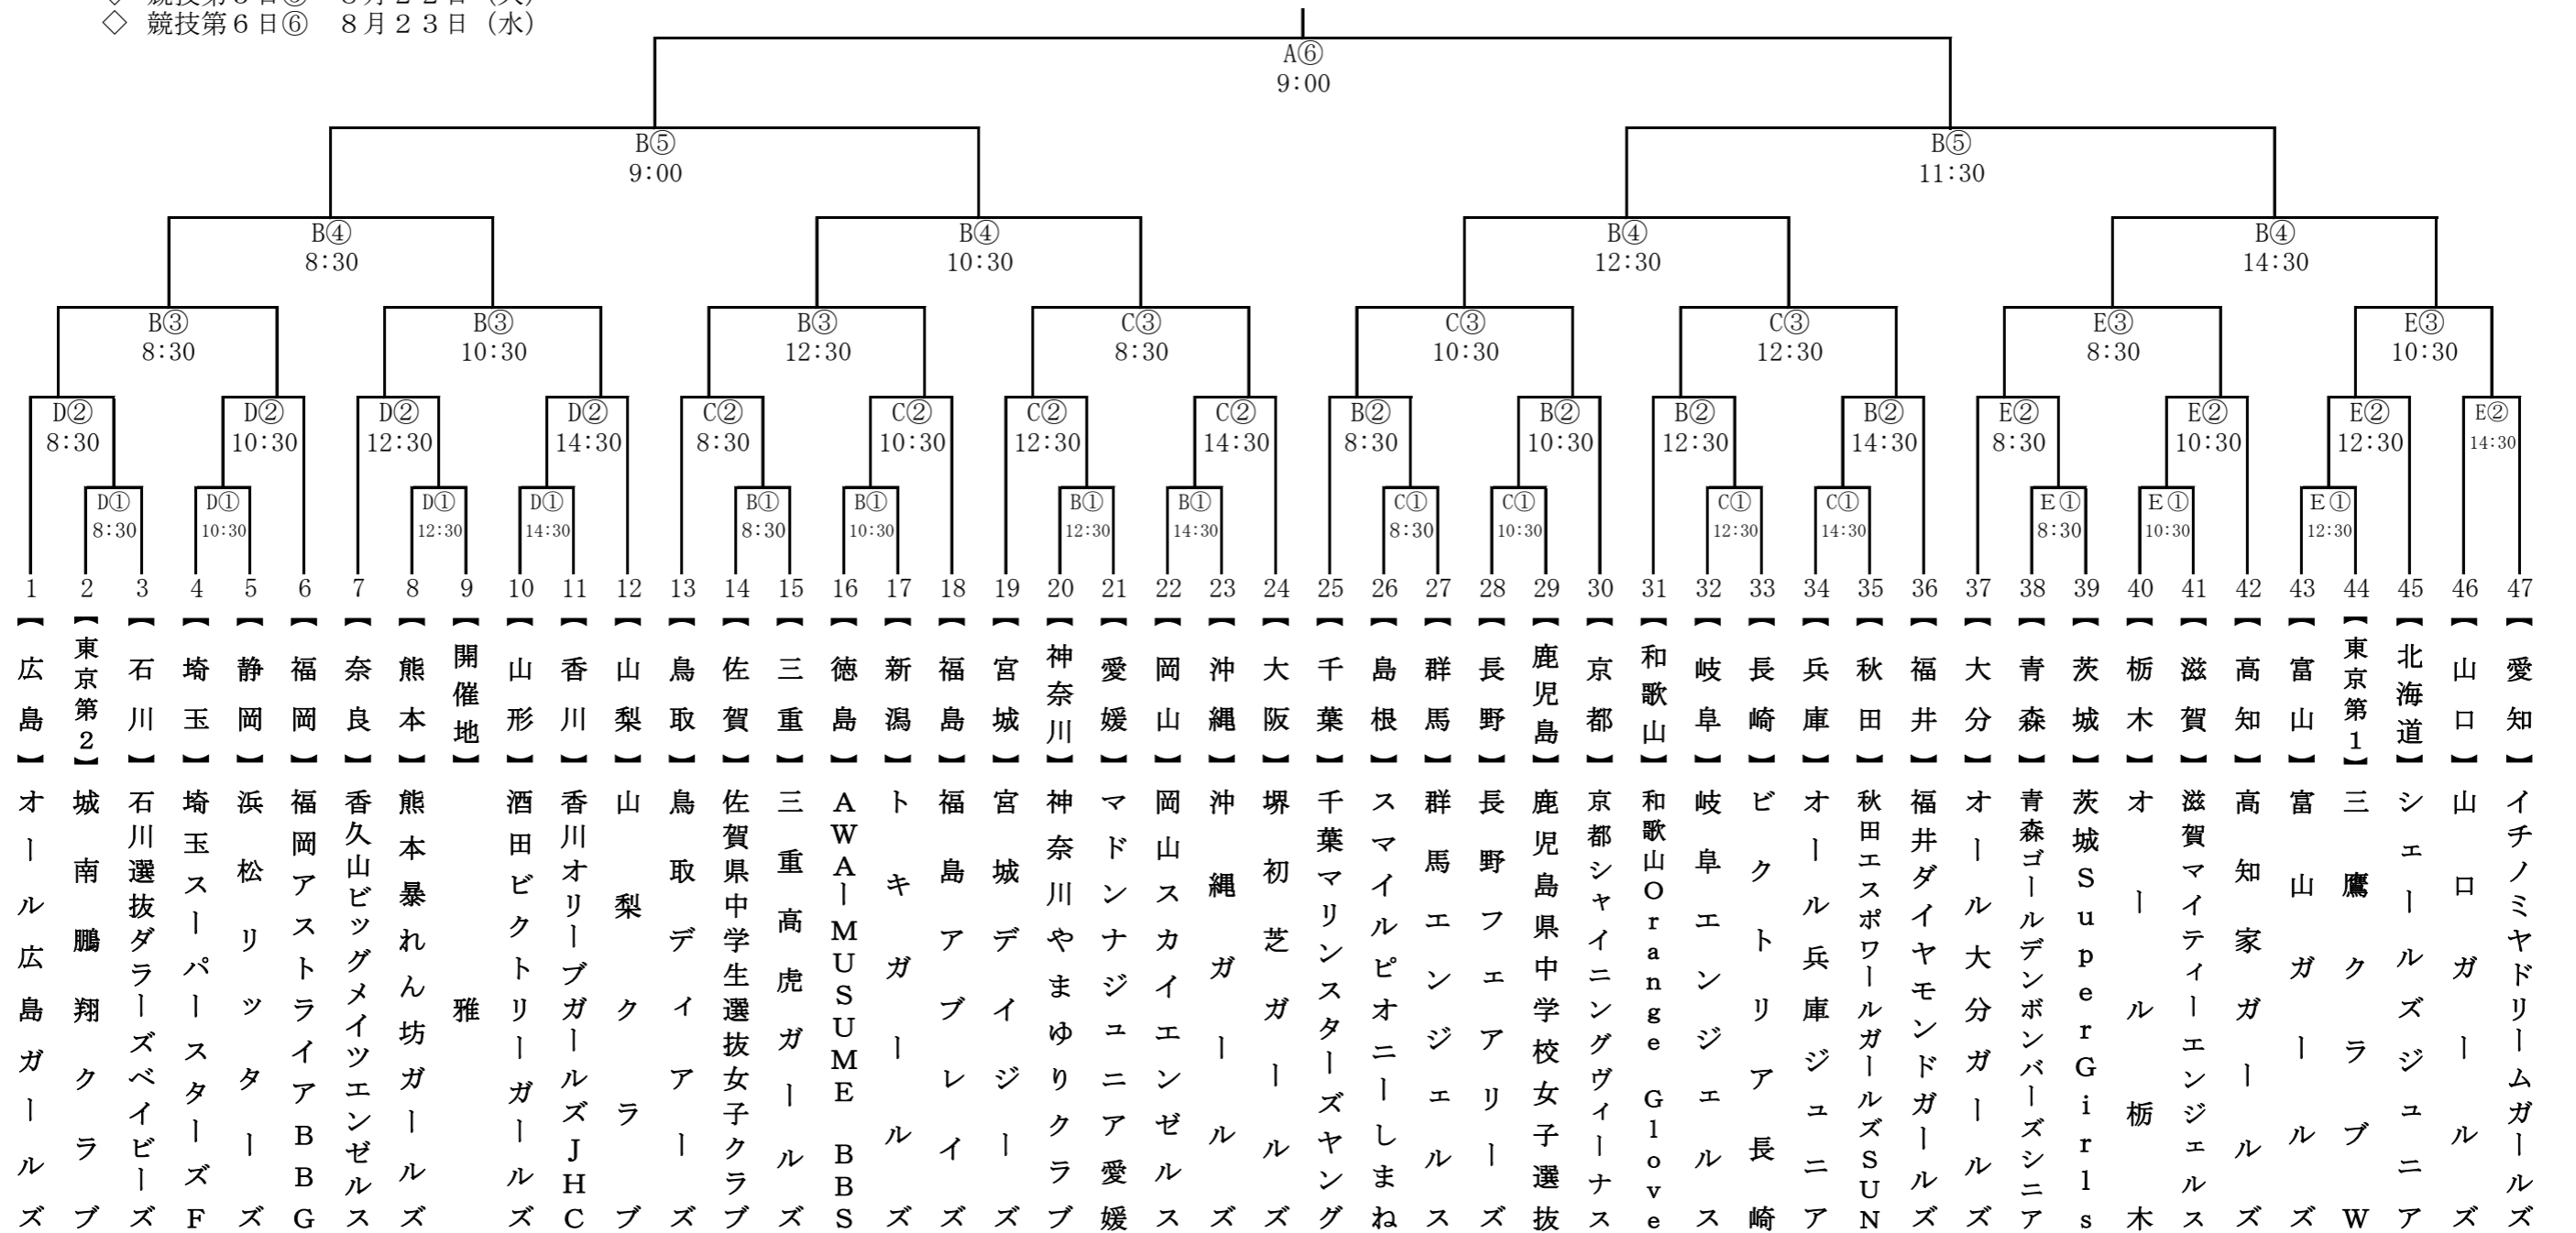 ◇ 競技第６日⑥ ８月２３日（水）
A⑥
9:00
B⑤
9:00
B⑤
11:30
B④
8:30
B④
10:30
B④
12:30
B④
14:30
B③
8:30
B③
10:30
B③
12:30
C③
8:30
C③
10:30
C③
12:30
E③
8:30
E③
10:30
D②
8:30
D②
10:30
D②
12:30
D②
14:30
C②
8:30
C②
10:30
C②
12:30
C②
14:30
B②
8:30
B②
10:30
B②
12:30
B②
14:30
E②
8:30
E②
10:30
E②
12:30
E②
14:30
D①
8:30
D①
10:30
D①
12:30
D①
14:30
B①
8:30
B①
10:30
B①
12:30
B①
14:30
C①
8:30
C①
10:30
C①
12:30
C①
14:30
Ｅ①
8:30
Ｅ①
10:30
Ｅ①
12:30
1 【広島】 オール広島ガールズ
2 【東京第２】 城南鵬翔クラブ
3 【石川】 石川選抜ダラーズベイビーズ
4 【埼玉】 埼玉スーパースターズF
5 【静岡】 浜松リッターズ
6 【福岡】 福岡アストライアBBG
7 【奈良】 香久山ビッグメイツエンゼルス
8 【熊本】 熊本暴れん坊ガールズ
9 【開催地】 雅
10 【山形】 酒田ビクトリーガールズ
11 【香川】 香川オリーブガールズJHC
12 【山梨】 山梨クラブ
13 【鳥取】 鳥取ディアーズ
14 【佐賀】 佐賀県中学生選抜女子クラブ
15 【三重】 三重高虎ガールズ
16 【徳島】 AWAーMUSUME BBS
17 【新潟】 トキガールズ
18 【福島】 福島アブレイズ
19 【宮城】 宮城デイジーズ
20 【神奈川】 神奈川やまゆりクラブ
21 【愛媛】 マドンナジュニア愛媛
22 【岡山】 岡山スカイエンゼルス
23 【沖縄】 沖縄ガールズ
24 【大阪】 堺初芝ガールズ
25 【千葉】 千葉マリンスターズヤング
26 【島根】 スマイルピオニーしまね
27 【群馬】 群馬エンジェルス
28 【長野】 長野フェアリーズ
29 【鹿児島】 鹿児島県中学校女子選抜
30 【京都】 京都シャイニングヴィーナス
31 【和歌山】 和歌山Orange Glove
32 【岐阜】 岐阜エンジェルス
33 【長崎】 ビクトリア長崎
34 【兵庫】 オール兵庫ジュニア
35 【秋田】 秋田エスポワールガールズSUN
36 【福井】 福井ダイヤモンドガールズ
37 【大分】 オール大分ガールズ
38 【青森】 青森ゴールデンボンバーズシニア
39 【茨城】 茨城SuperGirls
40 【栃木】 オール栃木
41 【滋賀】 滋賀マイティーエンジェルス
42 【高知】 高知家ガールズ
43 【富山】 富山ガールズ
44 【東京第１】 三鷹クラブW
45 【北海道】 シェールズジュニア
46 【山口】 山口ガールズ
47 【愛知】 イチノミヤドリームガールズ